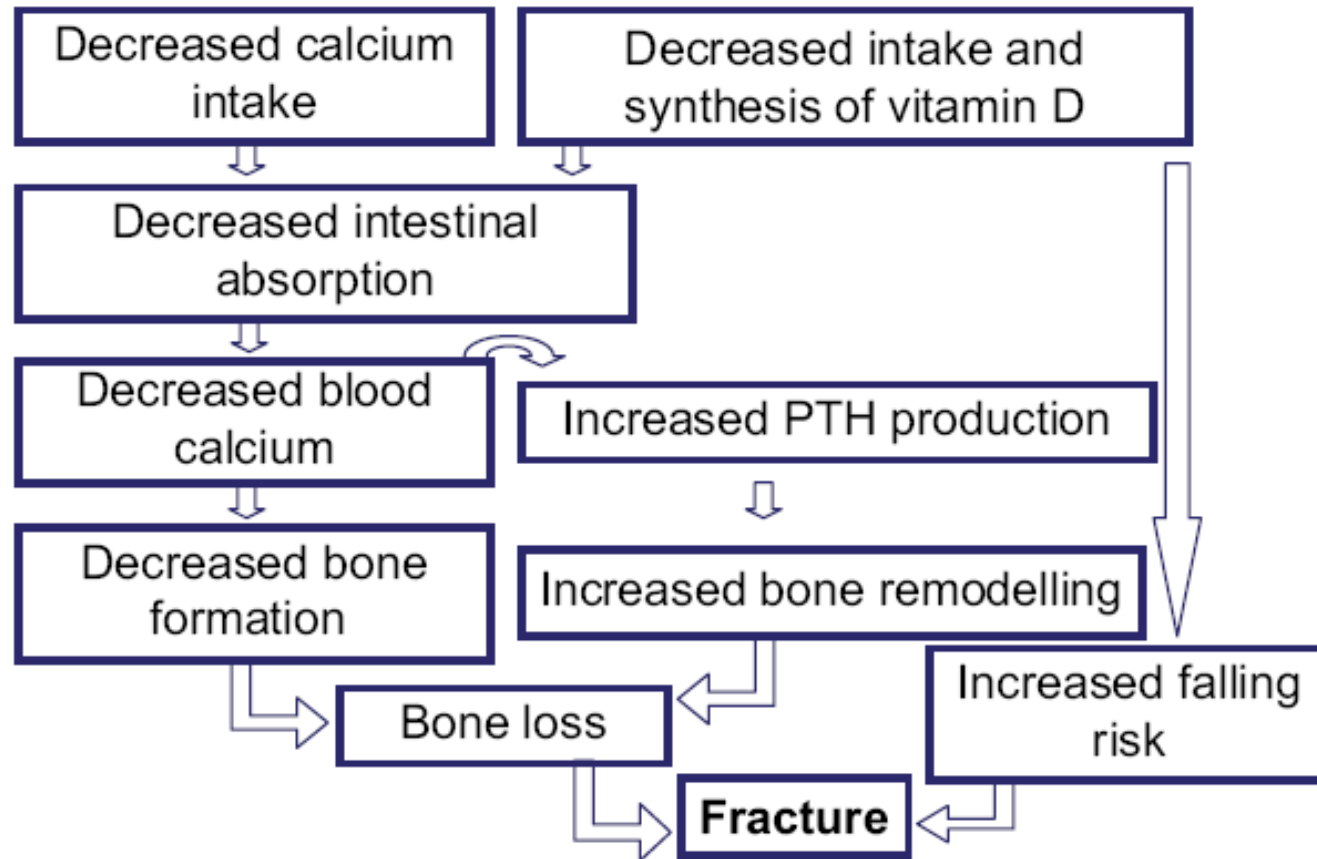 Decreased calcium
intake
Decreased intake and
synthesis of vitamin D
Decreased intestinal
absorption
Decreased blood
calcium
Increased PTH production
Decreased bone
formation
Increased bone remodelling
Increased falling
risk
Bone loss
Fracture